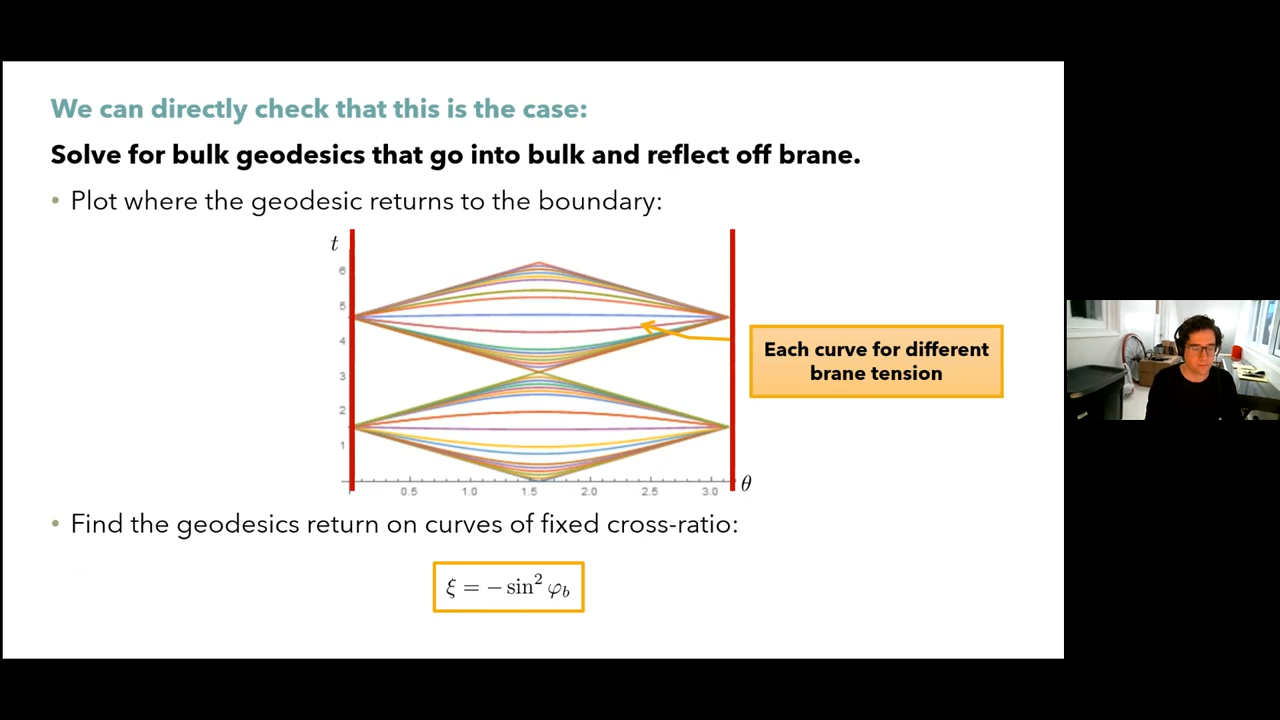 We can directly check that this is the case:
Solve for bulk geodesics that go into bulk and reflect off brane.
• Plot where the geodesic returns to the boundary:
t
6
5
4
3
2
1
0.5 1.0 1.5 2.0 2.5 3.0 θ
Each curve for different
brane tension
• Find the geodesics return on curves of fixed cross-ratio:
ξ = − sin² φ_b